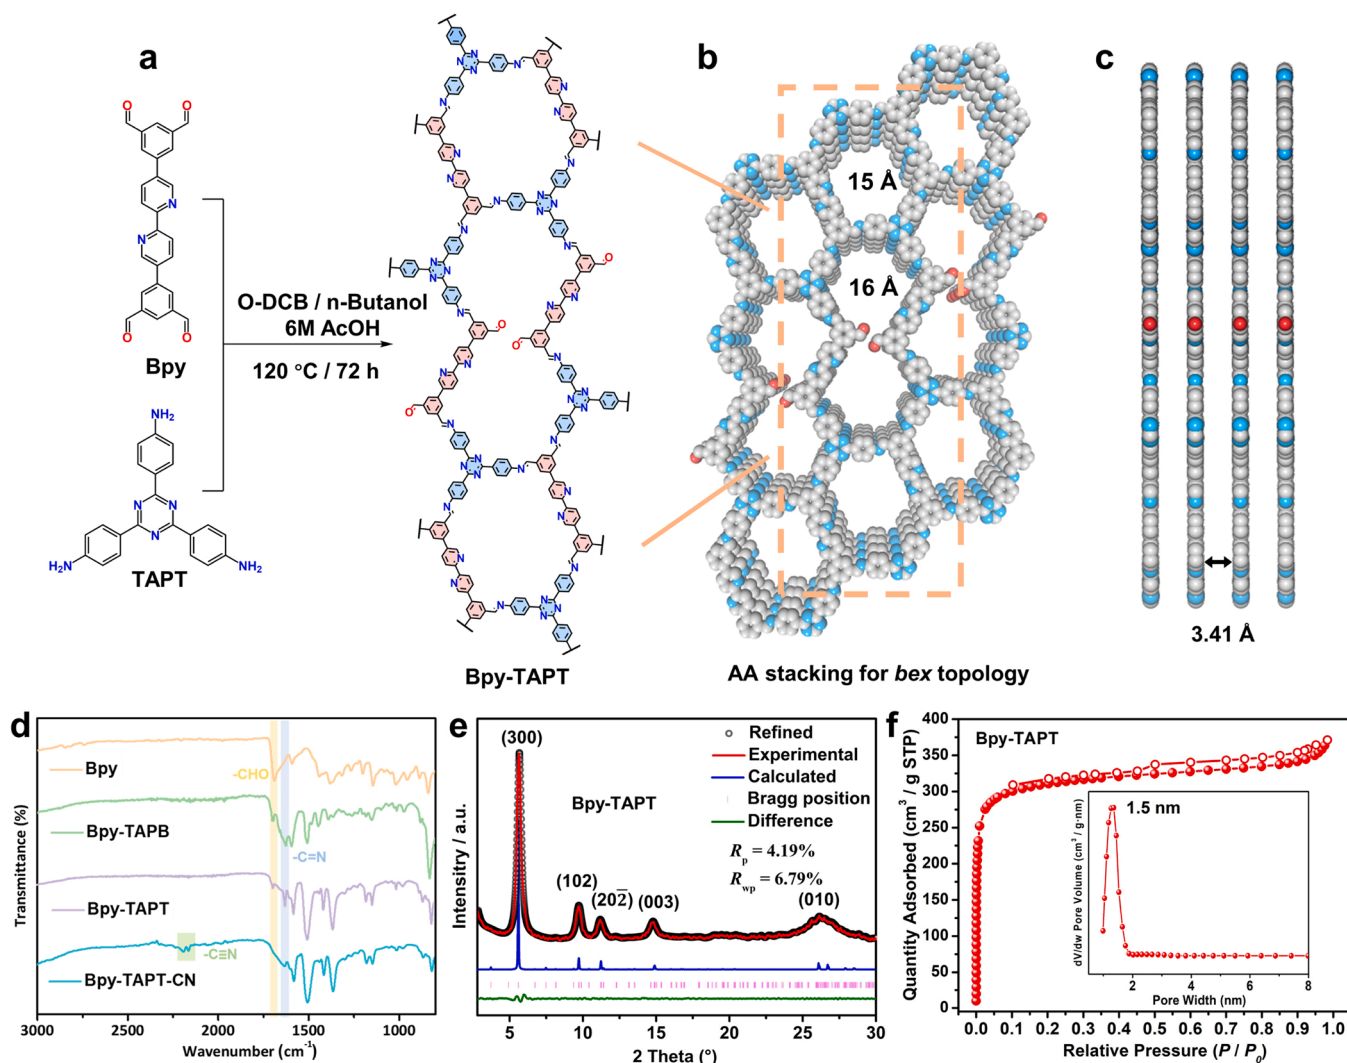 a
b
c
Bpy
TAPT
NH₂
H₂N
NH₂
O-DCB / n-Butanol
6M AcOH
120 °C / 72 h
Bpy-TAPT
15 Å
16 Å
AA stacking for bex topology
3.41 Å
d
-CHO
Bpy
Bpy-TAPB
-C=N
Bpy-TAPT
-C≡N
Bpy-TAPT-CN
Transmittance (%)
3000 2500 2000 1500 1000
Wavenumber (cm⁻¹)
e
(300)
Refined
Experimental
Calculated
Bragg position
Difference
Bpy-TAPT
Rp = 4.19%
Rwp = 6.79%
(102)
(202̅)
(003)
(010)
Intensitry / a.u.
5 10 15 20 25 30
2 Theta (°)
f
Bpy-TAPT
400
350
300
250
200
150
100
50
0
Quantity Adsorbed (cm³ / g STP)
0.0 0.1 0.2 0.3 0.4 0.5 0.6 0.7 0.8 0.9 1.0
Relative Pressure (P / P₀)
1.5 nm
dV/dw Pore Volume (cm³ / g·nm)
2 4 6 8
Pore Width (nm)